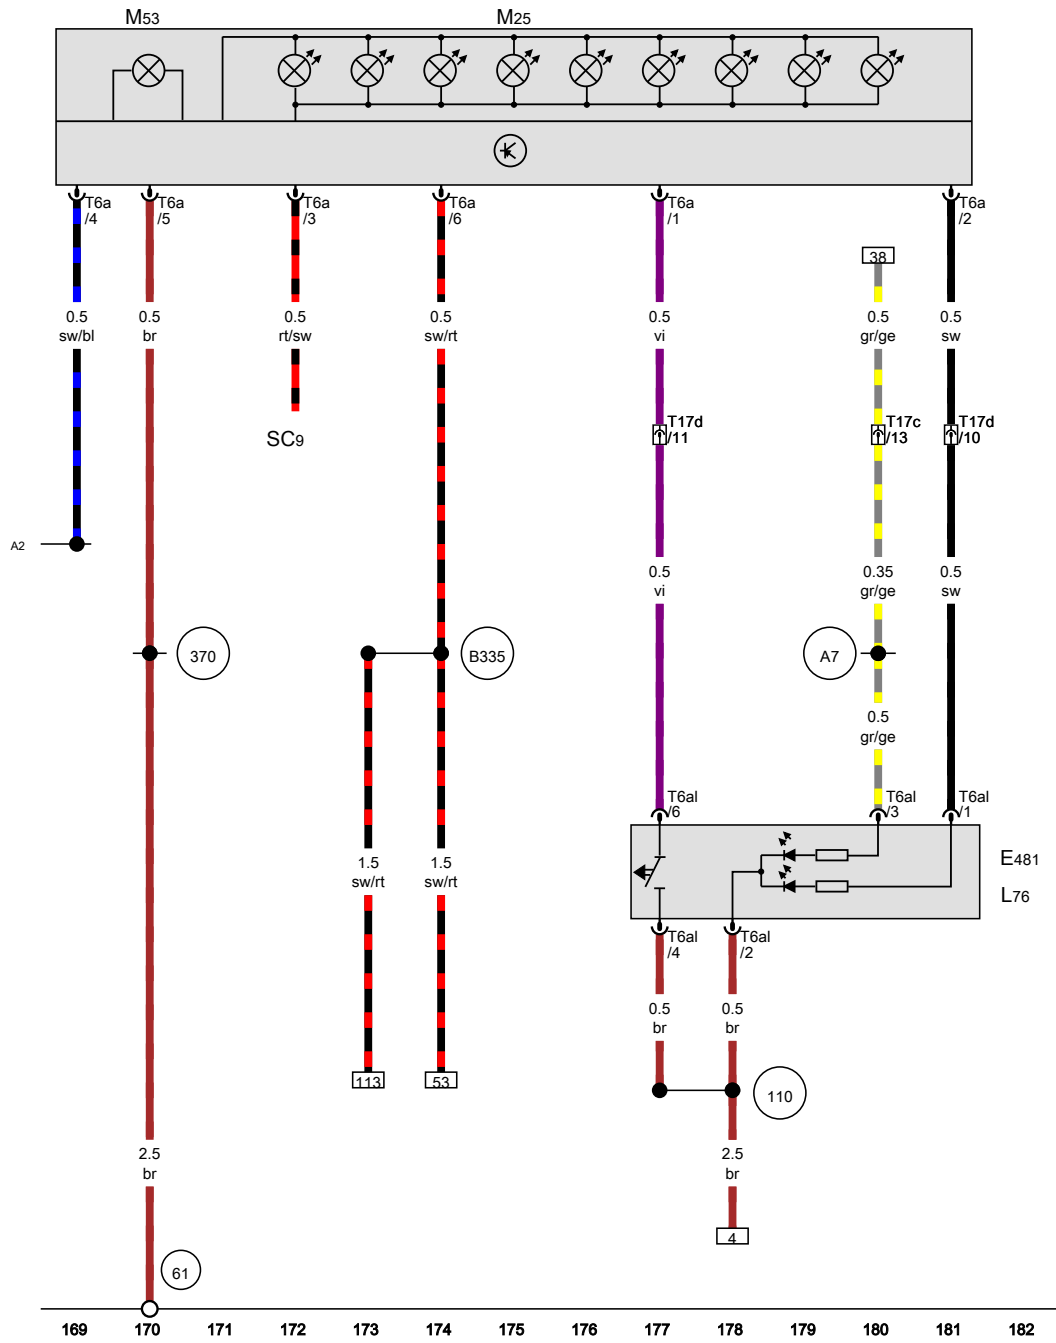 M53 M25
T6a T6a T6a T6a T6a T6a
/4 /5 /3 /6 /1 /2
38
0.5 0.5 0.5 0.5 0.5 0.5 0.5
sw/bl br rt/sw sw/rt vi gr/ge sw
T17d T17c T17d
/11 /13 /10
SC9
A2
0.5 0.35 0.5
vi gr/ge sw
370 B335 A7
0.5
gr/ge
T6al T6al T6al
/6 /3 /1
1.5 1.5 E481
sw/rt sw/rt
L76
T6al T6al
/4 /2
0.5 0.5
br br
113 53
110
2.5 2.5
br br
4
61
169 170 171 172 173 174 175 176 177 178 179 180 181 182